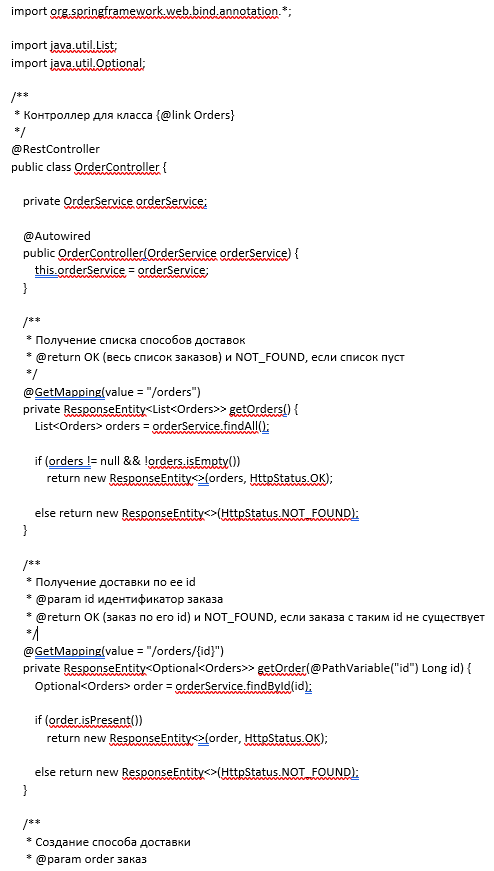 import org.springframework.web.bind.annotation.*;
import java.util.List;
import java.util.Optional;
/**
* Контроллер для класса {@link Orders}
*/
@RestController
public class OrderController {
private OrderService orderService;
@Autowired
public OrderController(OrderService orderService) {
this.orderService = orderService;
}
/**
* Получение списка способов доставок
* @return OK (весь список заказов) и NOT_FOUND, если список пуст
*/
@GetMapping(value = "/orders")
private ResponseEntity<List<Orders>> getOrders() {
List<Orders> orders = orderService.findAll();
if (orders != null && !orders.isEmpty())
return new ResponseEntity<>(orders, HttpStatus.OK);
else return new ResponseEntity<>(HttpStatus.NOT_FOUND);
}
/**
* Получение доставки по ее id
* @param id идентификатор заказа
* @return OK (заказ по его id) и NOT_FOUND, если заказа с таким id не существует
*/
@GetMapping(value = "/orders/{id}")
private ResponseEntity<Optional<Orders>> getOrder(@PathVariable("id") Long id) {
Optional<Orders> order = orderService.findById(id);
if (order.isPresent())
return new ResponseEntity<>(order, HttpStatus.OK);
else return new ResponseEntity<>(HttpStatus.NOT_FOUND);
}
/**
* Создание способа доставки
* @param order заказ